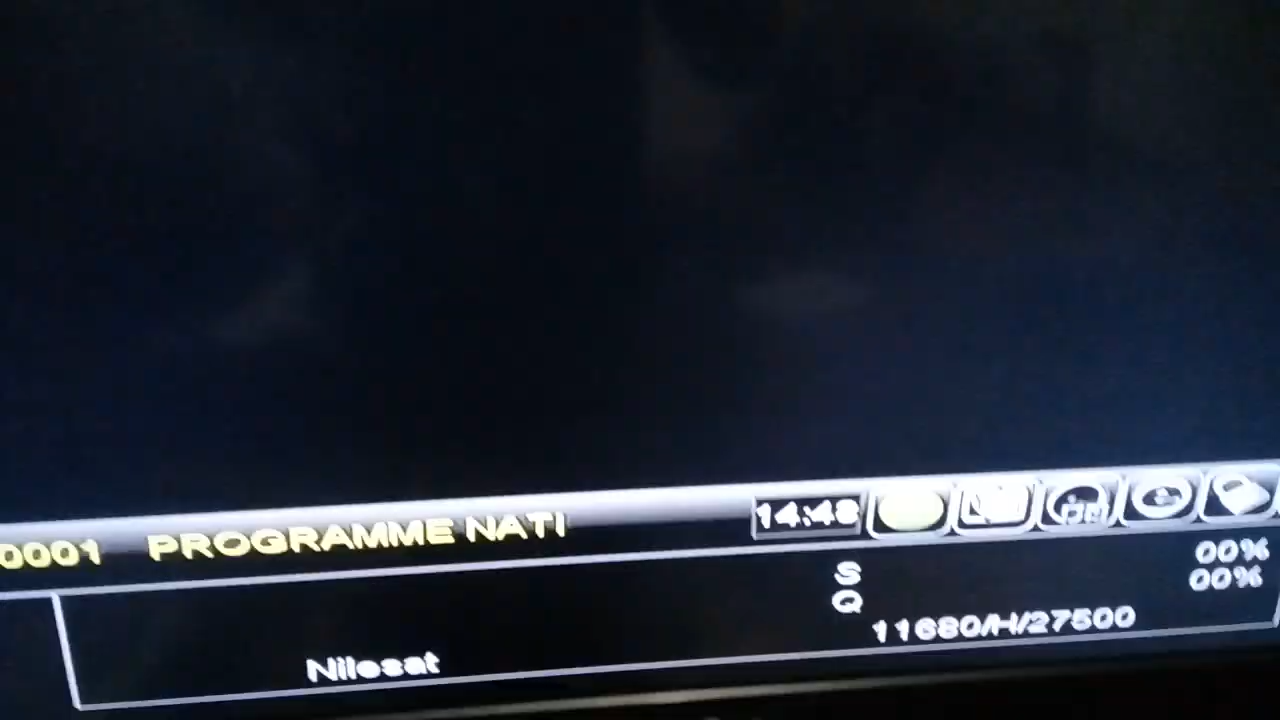 0001 PROGRAMME NATI 14:48
S 00%
Q 00%
11680/H/27500
Nilesat